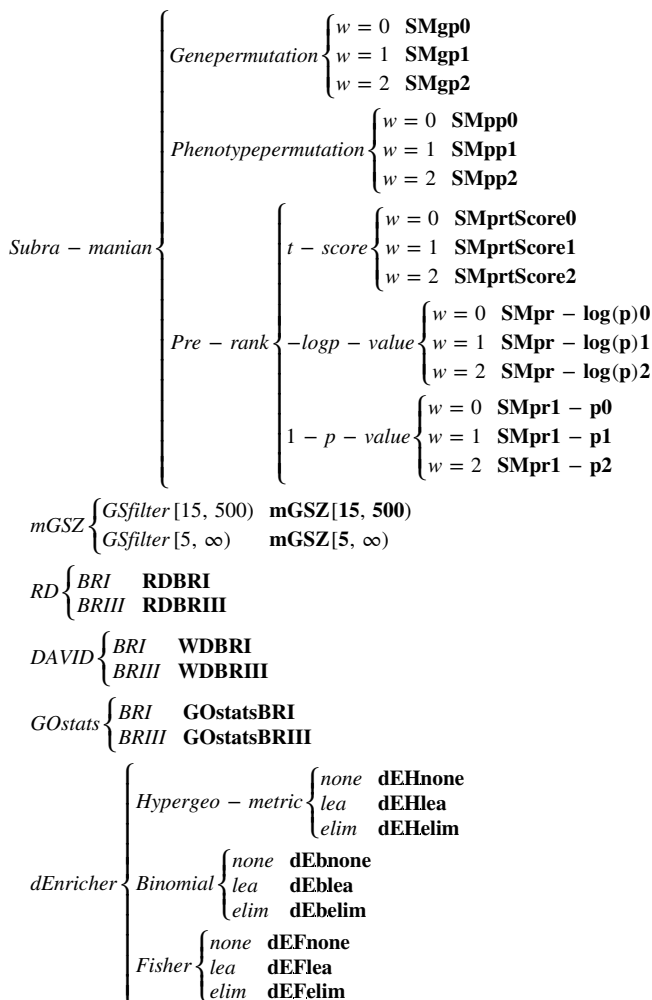 w = 0 SMgp0
Genepermutation w = 1 SMgp1
w = 2 SMgp2
w = 0 SMpp0
Phenotypepermutation w = 1 SMpp1
w = 2 SMpp2
w = 0 SMprtScore0
Subra − manian t − score w = 1 SMprtScore1
w = 2 SMprtScore2
w = 0 SMpr − log(p)0
Pre − rank −logp − value w = 1 SMpr − log(p)1
w = 2 SMpr − log(p)2
w = 0 SMpr1 − p0
1 − p − value w = 1 SMpr1 − p1
w = 2 SMpr1 − p2
mGSZ GSfilter [15, 500) mGSZ[15, 500)
GSfilter [5, ∞) mGSZ[5, ∞)
RD BRI RDBRI
BRIII RDBRIII
DAVID BRI WDBRI
BRIII WDBRIII
GOstats BRI GOstatsBRI
BRIII GOstatsBRIII
none dEHnone
Hypergeo − metric lea dEHlea
elim dEHelim
none dEbnone
dEnricher Binomial lea dEblea
elim dEbelim
none dEFnone
Fisher lea dEFlea
elim dEFelim